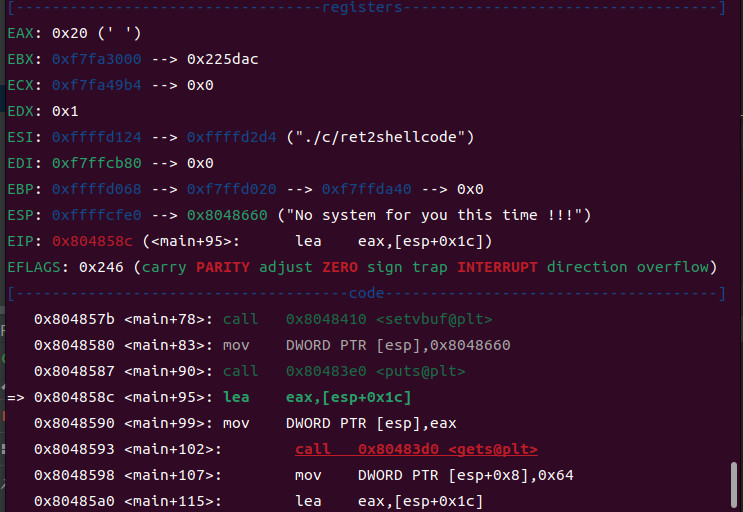 [----------------------------------registers-----------------------------------]
EAX: 0x20 (' ')
EBX: 0xf7fa3000 --> 0x225dac
ECX: 0xf7fa49b4 --> 0x0
EDX: 0x1
ESI: 0xffffd124 --> 0xffffd2d4 ("./c/ret2shellcode")
EDI: 0xf7ffcb80 --> 0x0
EBP: 0xffffd068 --> 0xf7ffd020 --> 0xf7ffda40 --> 0x0
ESP: 0xffffcfe0 --> 0x8048660 ("No system for you this time !!!")
EIP: 0x804858c (<main+95>:      lea    eax,[esp+0x1c])
EFLAGS: 0x246 (carry PARITY adjust ZERO sign trap INTERRUPT direction overflow)
[-------------------------------------code-------------------------------------]
   0x804857b <main+78>: call   0x8048410 <setvbuf@plt>
   0x8048580 <main+83>: mov    DWORD PTR [esp],0x8048660
   0x8048587 <main+90>: call   0x80483e0 <puts@plt>
=> 0x804858c <main+95>: lea    eax,[esp+0x1c]
   0x8048590 <main+99>: mov    DWORD PTR [esp],eax
   0x8048593 <main+102>:        call   0x80483d0 <gets@plt>
   0x8048598 <main+107>:        mov    DWORD PTR [esp+0x8],0x64
   0x80485a0 <main+115>:        lea    eax,[esp+0x1c]